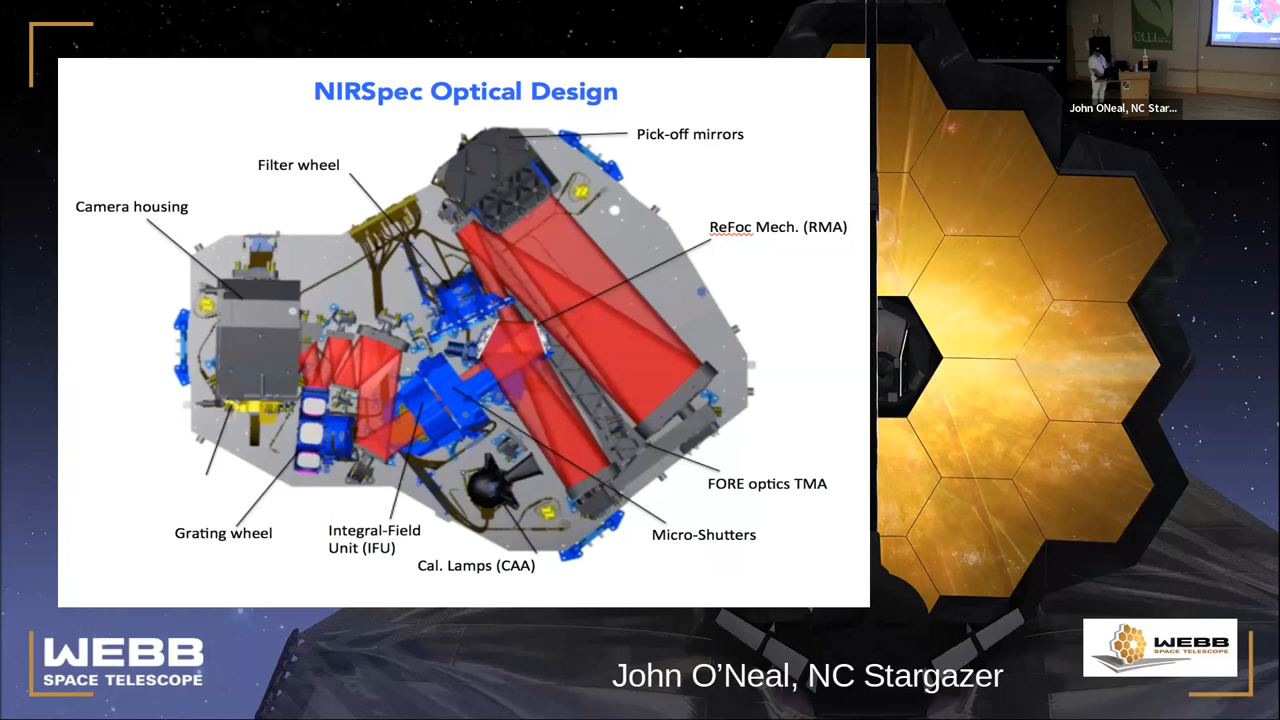 NIRSpec Optical Design
Pick-off mirrors
Filter wheel
Camera housing
ReFoc Mech. (RMA)
FORE optics TMA
Micro-Shutters
Grating wheel
Integral-Field
Unit (IFU)
Cal. Lamps (CAA)
John ONeal, NC Star...
WEBB
SPACE TELESCOPE
John O’Neal, NC Stargazer
WEBB
SPACE TELESCOPE